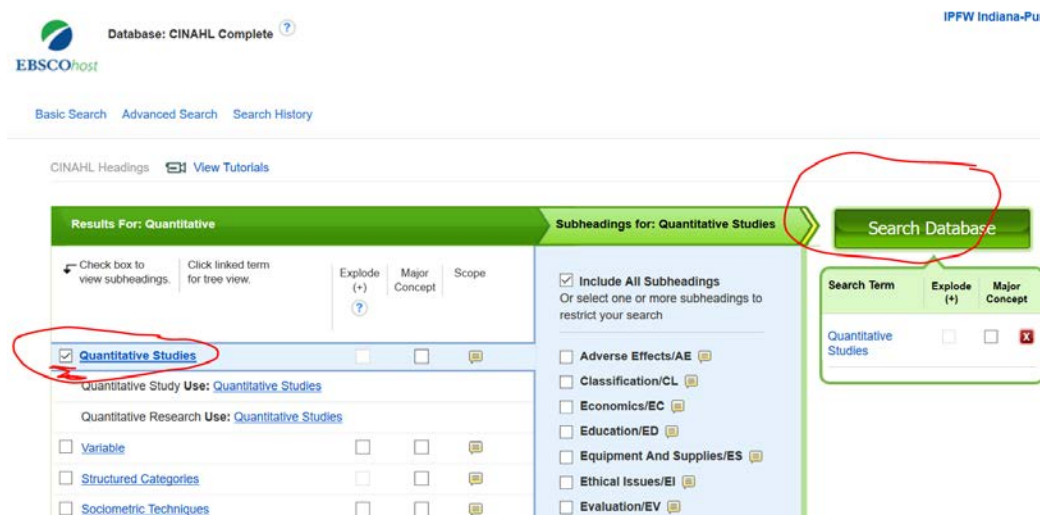 IPFW Indiana-Pu
Database: CINAHL Complete ?
EBSCOhost
Basic Search Advanced Search Search History
CINAHL Headings View Tutorials
Results For: Quantitative
Check box to
view subheadings.
Click linked term
for tree view.
Explode
(+)
?
Major
Concept
Scope
Quantitative Studies
Quantitative Study Use: Quantitative Studies
Quantitative Research Use: Quantitative Studies
Variable
Structured Categories
Sociometric Techniques
Subheadings for: Quantitative Studies
Include All Subheadings
Or select one or more subheadings to
restrict your search
Adverse Effects/AE
Classification/CL
Economics/EC
Education/ED
Equipment And Supplies/ES
Ethical Issues/EI
Evaluation/EV
Search Database
Search Term
Explode
(+)
Major
Concept
Quantitative
Studies